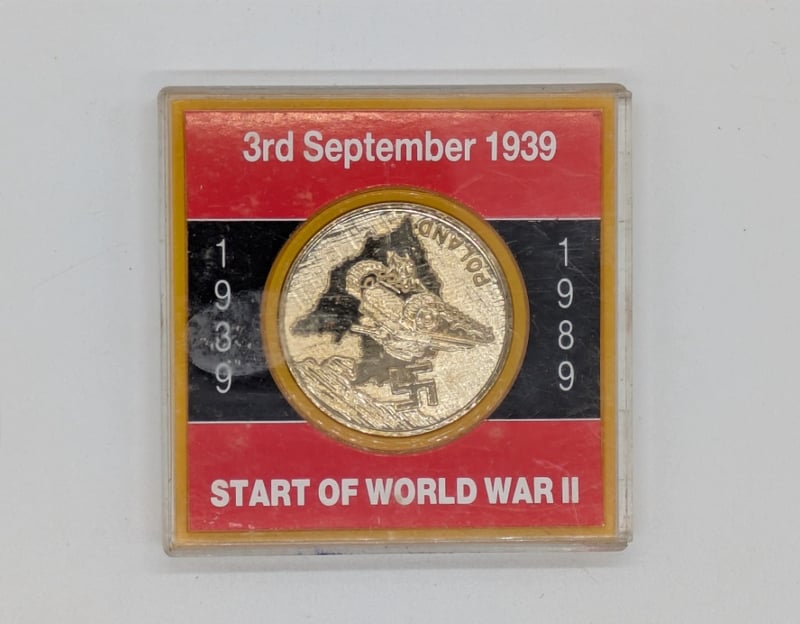 3rd September 1939
POLAND
1939
1989
START OF WORLD WAR II